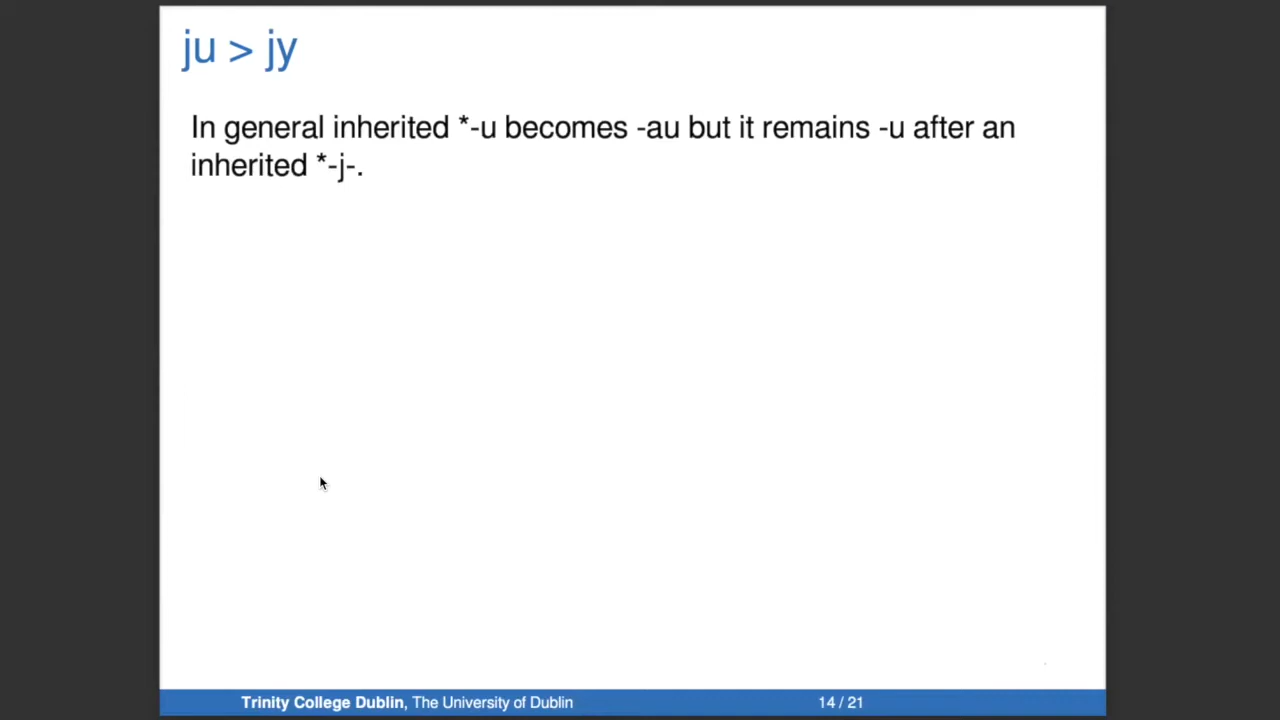 ju > jy
In general inherited *-u becomes -au but it remains -u after an
inherited *-j-.
Trinity College Dublin, The University of Dublin 14 / 21